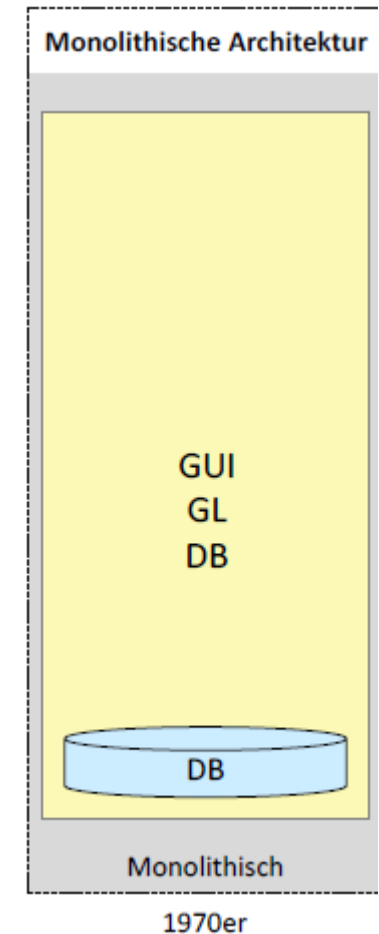 Monolithische Architektur
GUI
GL
DB
DB
Monolithisch
1970er